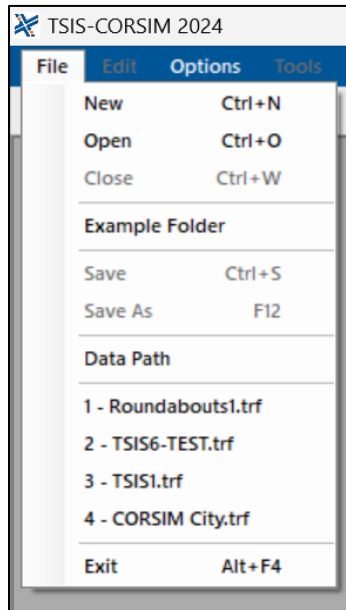 TSIS-CORSIM 2024
File Edit Options Tools
New Ctrl+N
Open Ctrl+O
Close Ctrl+W
Example Folder
Save Ctrl+S
Save As F12
Data Path
1 - Roundabouts1.trf
2 - TSIS6-TEST.trf
3 - TSIS1.trf
4 - CORSIM City.trf
Exit Alt+F4